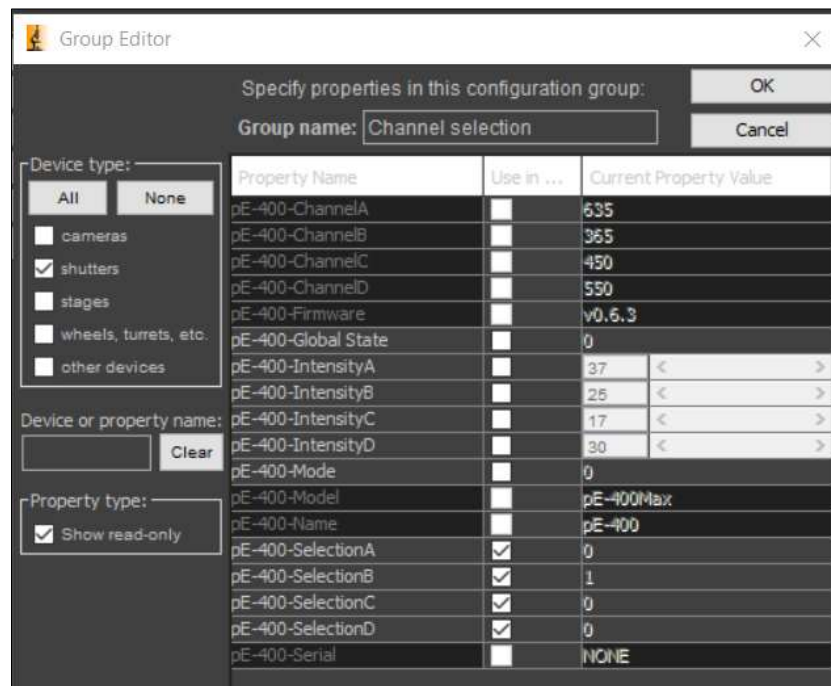 Group Editor
Specify properties in this configuration group:
OK
Group name: Channel selection
Cancel
Device type:
All None
cameras
shutters
stages
wheels, turrets, etc.
other devices
Device or property name:
Clear
Property type:
Show read-only
Property Name Use in ... Current Property Value
pE-400-ChannelA 635
pE-400-ChannelB 365
pE-400-ChannelC 450
pE-400-ChannelD 550
pE-400-Firmware v0.6.3
pE-400-Global State 0
pE-400-IntensityA 37
pE-400-IntensityB 25
pE-400-IntensityC 17
pE-400-IntensityD 30
pE-400-Mode 0
pE-400-Model pE-400Max
pE-400-Name pE-400
pE-400-SelectionA 0
pE-400-SelectionB 1
pE-400-SelectionC 0
pE-400-SelectionD 0
pE-400-Serial NONE